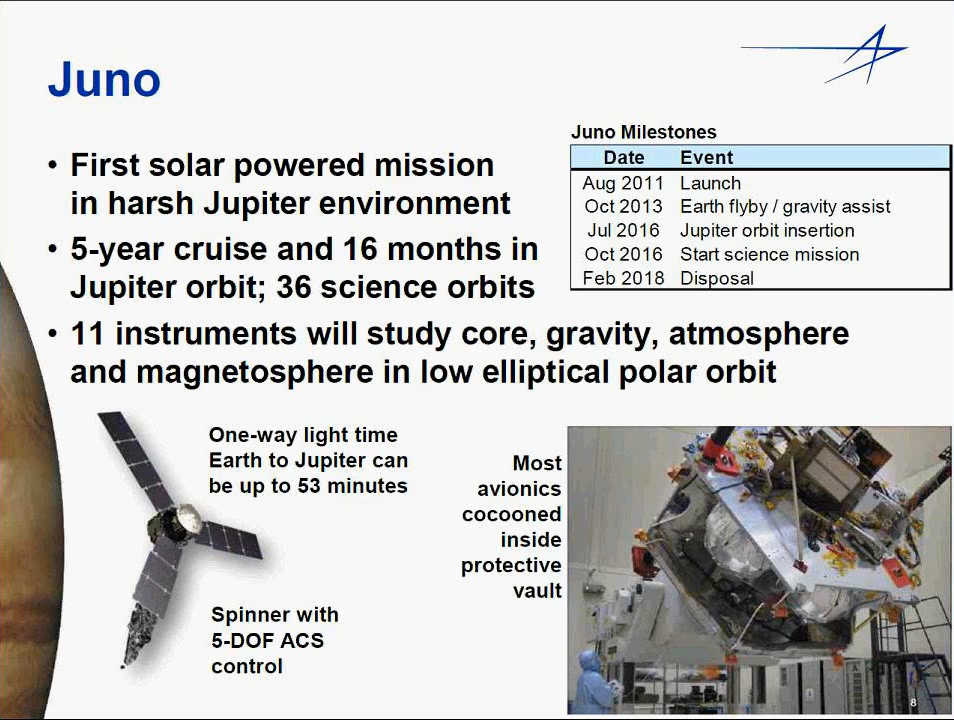 Juno
• First solar powered mission
in harsh Jupiter environment
• 5-year cruise and 16 months in
Jupiter orbit; 36 science orbits
• 11 instruments will study core, gravity, atmosphere
and magnetosphere in low elliptical polar orbit
Juno Milestones
Date Event
Aug 2011 Launch
Oct 2013 Earth flyby / gravity assist
Jul 2016 Jupiter orbit insertion
Oct 2016 Start science mission
Feb 2018 Disposal
One-way light time
Earth to Jupiter can
be up to 53 minutes
Spinner with
5-DOF ACS
control
Most
avionics
cocooned
inside
protective
vault
8